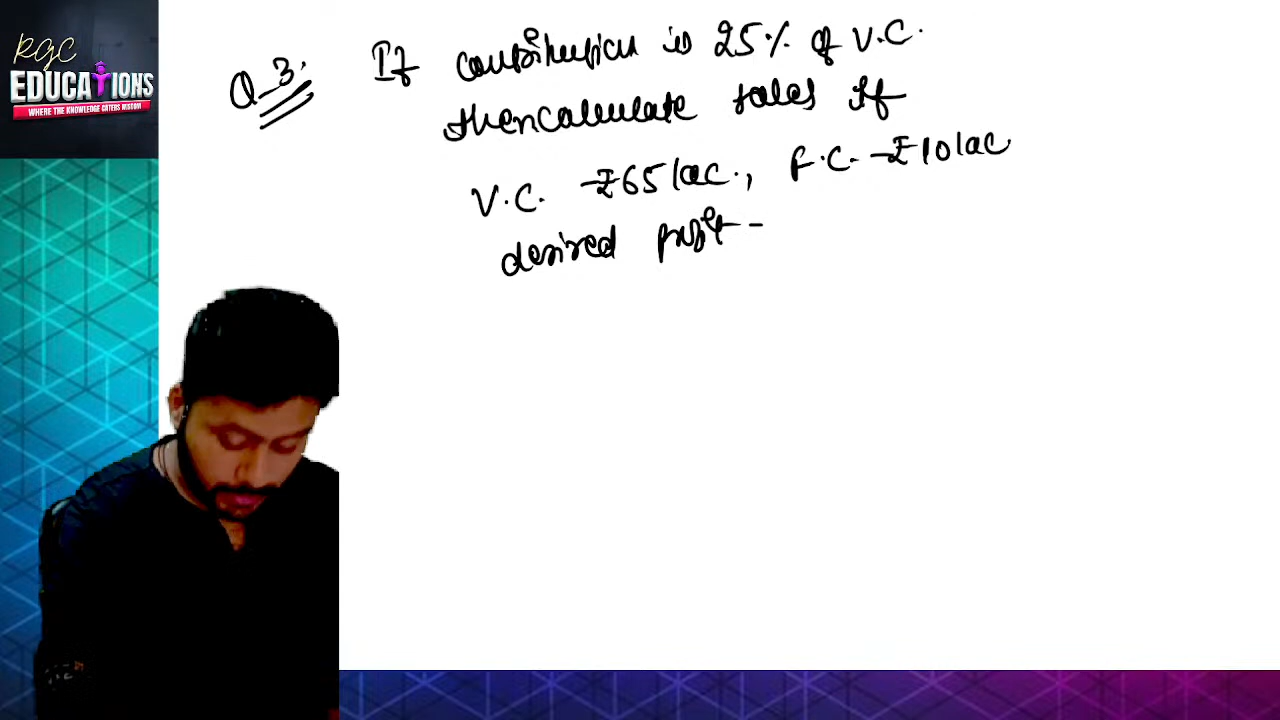 RGC
EDUCATIONS
WHERE THE KNOWLEDGE GATERS WISDOM
Q.3. If contribution is 25% of V.C.
then calculate sales if
V.C. - ₹65 lac., F.C. - ₹10 lac
desired profit -